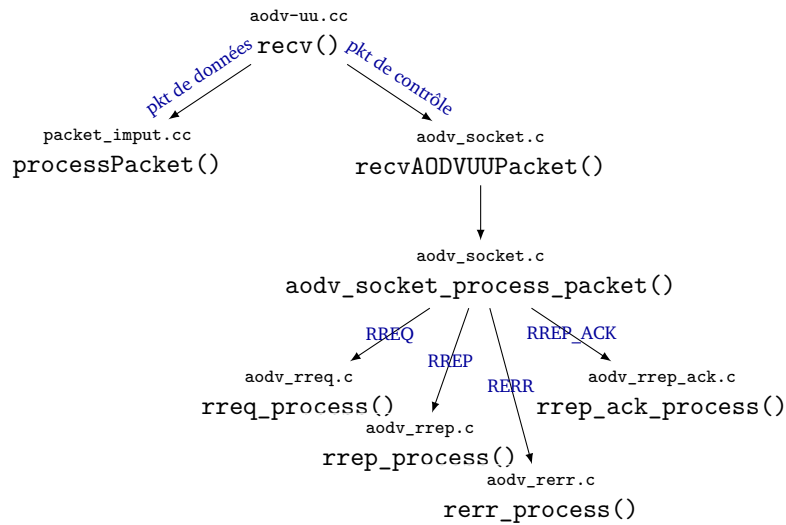 aodv-uu.cc
recv()
pkt de données
pkt de contrôle
packet_imput.cc
processPacket()
aodv_socket.c
recvAODVUUPacket()
aodv_socket.c
aodv_socket_process_packet()
RREQ
RREP
RERR
RREP_ACK
aodv_rreq.c
rreq_process()
aodv_rrep_ack.c
rrep_ack_process()
aodv_rrep.c
rrep_process()
aodv_rerr.c
rerr_process()